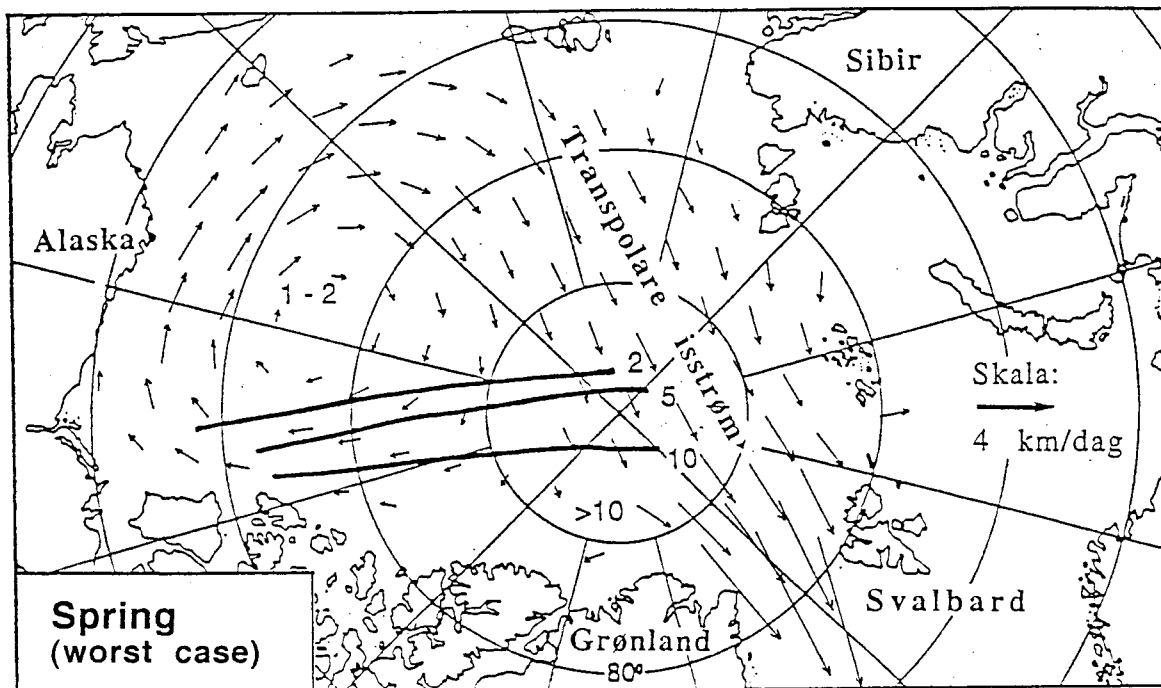 Sibir
Transpolare
Alaska
1-2
isstrøm
2
5
Skala:
4 km/dag
10
>10
Svalbard
Spring
(worst case)
Grønland
80º